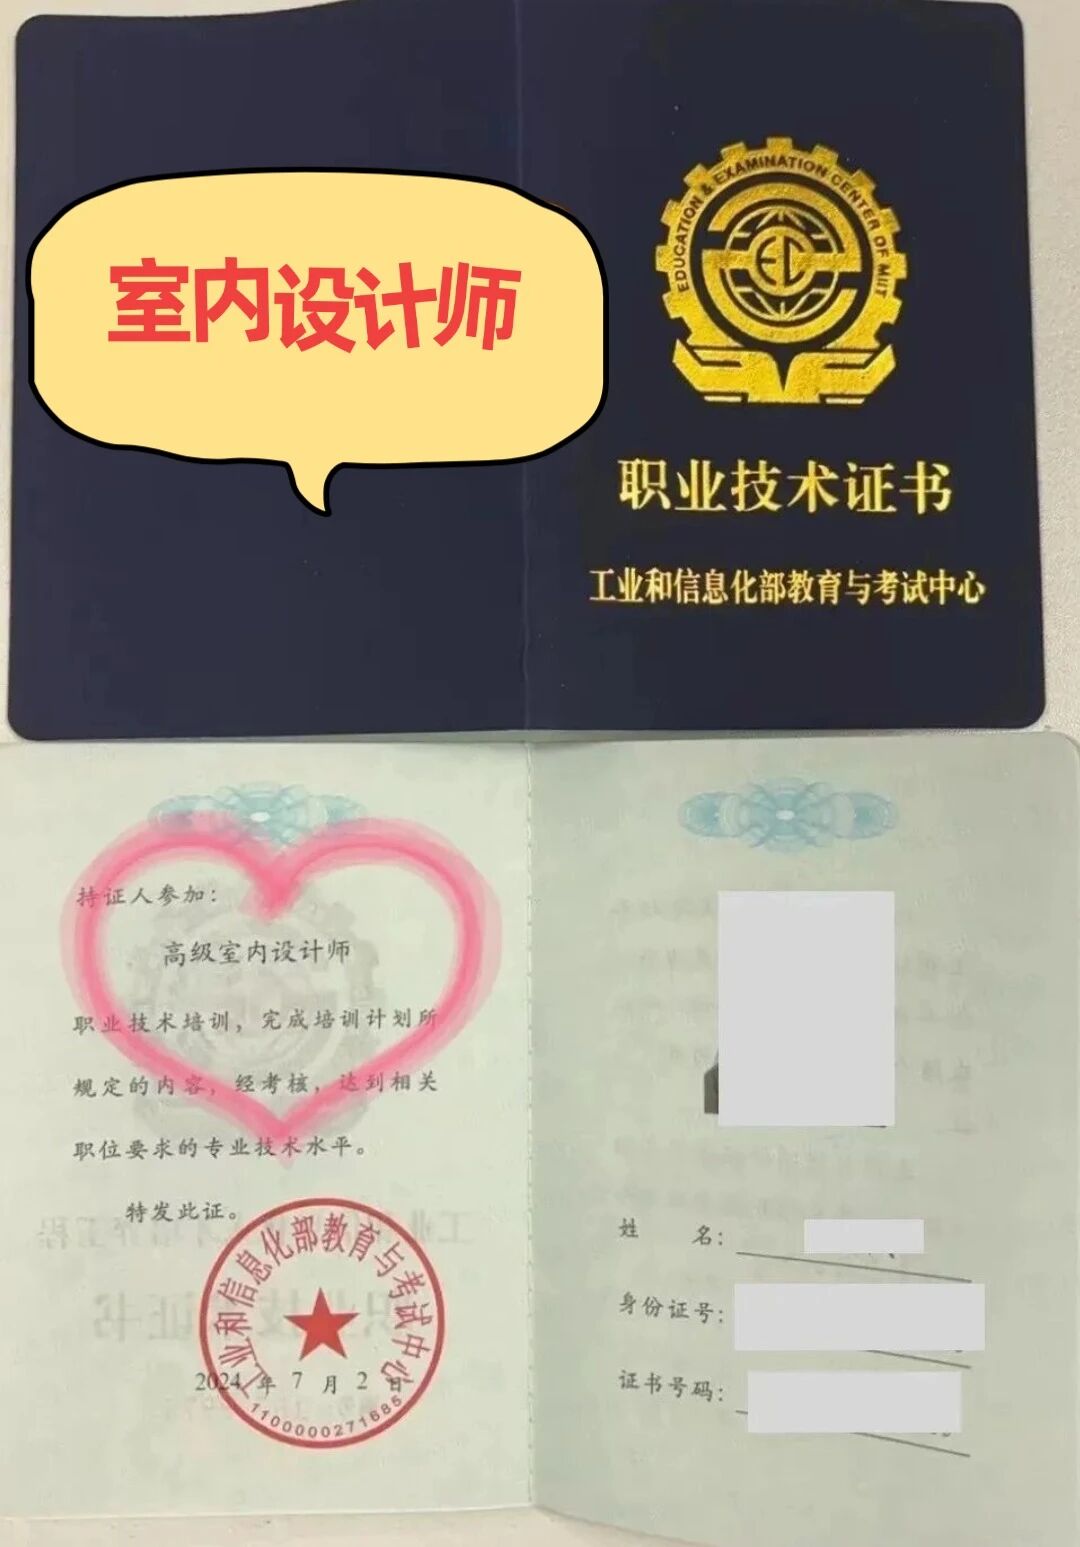 EDUCATION & EXAMINATION CENTER OF MIIT
EC
室内设计师
职业技术证书
工业和信息化部教育与考试中心
持证人参加：
高级室内设计师
职业技术培训，完成培训计划所
规定的内容，经考核，达到相关
职位要求的专业技术水平。
特发此证。
工业和信息化部教育与考试中心
2024 年 7 月 2 日
1100000271685
姓 名：
身份证号：
证书号码：